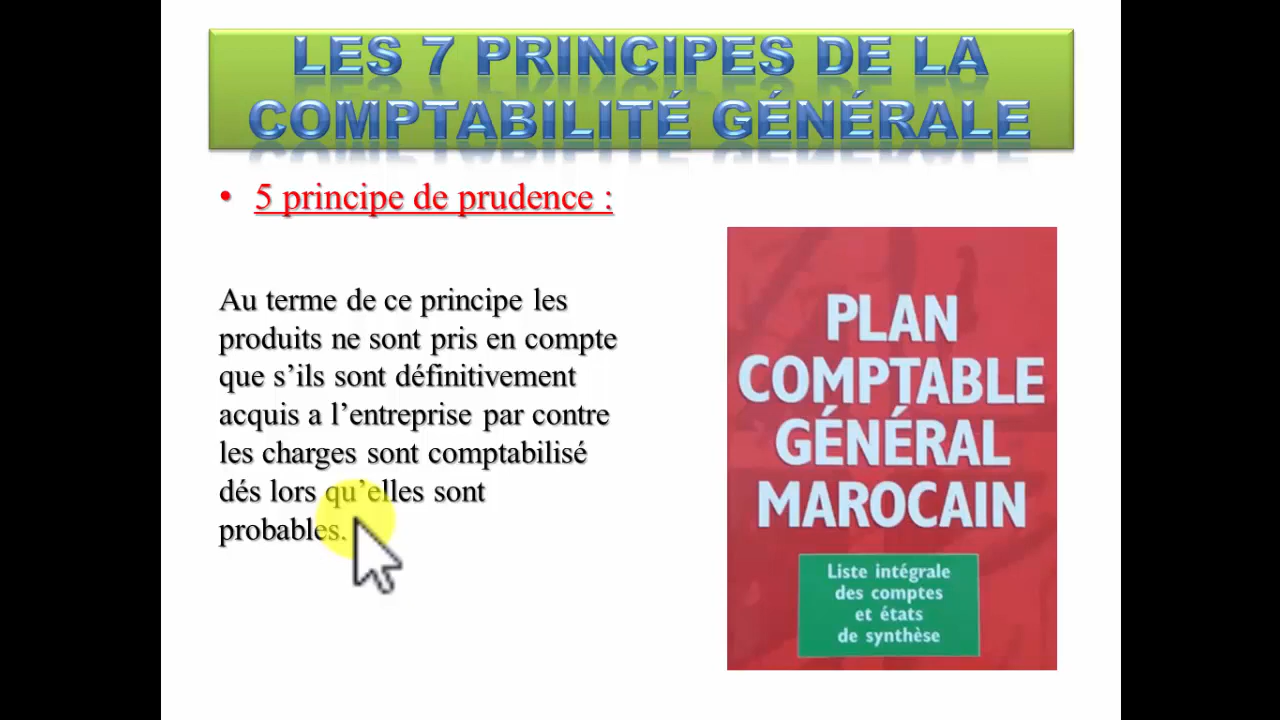 LES 7 PRINCIPES DE LA
COMPTABILITÉ GÉNÉRALE
• 5 principe de prudence :
Au terme de ce principe les
produits ne sont pris en compte
que s’ils sont définitivement
acquis a l’entreprise par contre
les charges sont comptabilisé
dés lors qu’elles sont
probables.
PLAN
COMPTABLE
GÉNÉRAL
MAROCAIN
Liste intégrale
des comptes
et états
de synthèse